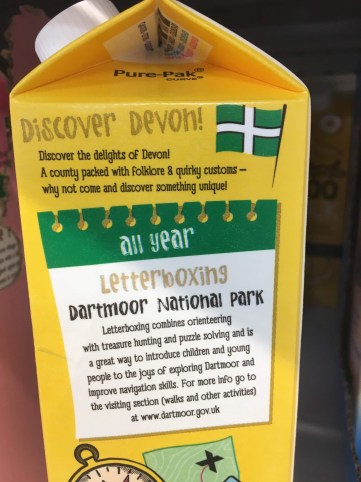 Pure-Pak®
CURVE™
Discover Devon!
Discover the delights of Devon!
A county packed with folklore & quirky customs –
why not come and discover something unique!
all year
Letterboxing
Dartmoor National Park
Letterboxing combines orienteering
with treasure hunting and puzzle solving and is
a great way to introduce children and young
people to the joys of exploring Dartmoor and
improve navigation skills. For more info go to
the visiting section (walks and other activities)
at www.dartmoor.gov.uk